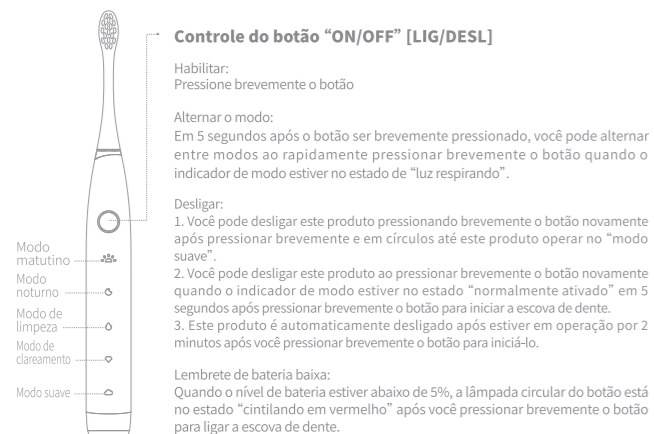 Controle do botão “ON/OFF” [LIG/DESL]
Habilitar:
Pressione brevemente o botão
Alternar o modo:
Em 5 segundos após o botão ser brevemente pressionado, você pode alternar
entre modos ao rapidamente pressionar brevemente o botão quando o
indicador de modo estiver no estado de “luz respirando”.
Desligar:
1. Você pode desligar este produto pressionando brevemente o botão novamente
após pressionar brevemente e em círculos até este produto operar no “modo
suave”.
2. Você pode desligar este produto ao pressionar brevemente o botão novamente
quando o indicador de modo estiver no estado “normalmente ativado” em 5
segundos após pressionar brevemente o botão para iniciar a escova de dente.
3. Este produto é automaticamente desligado após estiver em operação por 2
minutos após você pressionar brevemente o botão para iniciá-lo.
Lembrete de bateria baixa:
Quando o nível de bateria estiver abaixo de 5%, a lâmpada circular do botão está
no estado “cintilando em vermelho” após você pressionar brevemente o botão
para ligar a escova de dente.
Modo
matutino
Modo
noturno
Modo de
limpeza
Modo de
clareamento
Modo suave